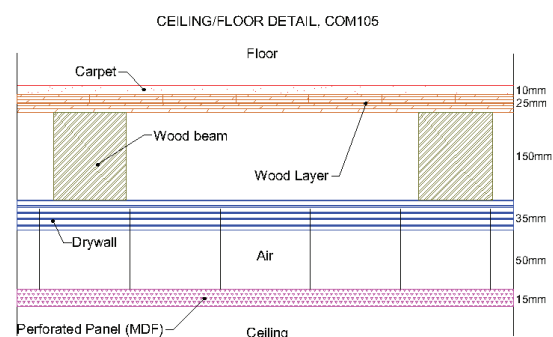 CEILING/FLOOR DETAIL, COM105
Floor
Carpet
10mm
25mm
Wood beam
150mm
Wood Layer
35mm
Drywall
Air
50mm
15mm
Perforated Panel (MDF)
Ceiling